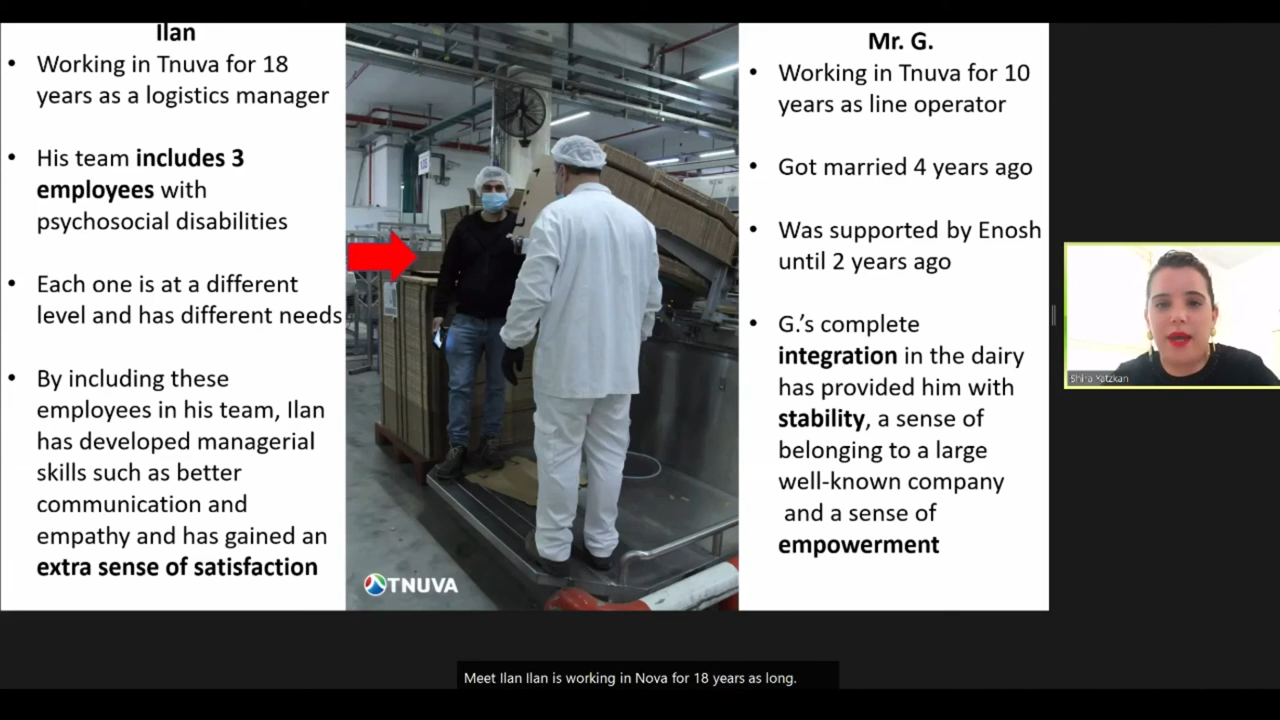 Ilan
• Working in Tnuva for 18
years as a logistics manager
• His team includes 3
employees with
psychosocial disabilities
• Each one is at a different
level and has different needs
• By including these
employees in his team, Ilan
has developed managerial
skills such as better
communication and
empathy and has gained an
extra sense of satisfaction
TNUVA
Mr. G.
• Working in Tnuva for 10
years as line operator
• Got married 4 years ago
• Was supported by Enosh
until 2 years ago
• G.'s complete
integration in the dairy
has provided him with
stability, a sense of
belonging to a large
well-known company
and a sense of
empowerment
Shira Yatzkan
Meet Ilan Ilan is working in Nova for 18 years as long.